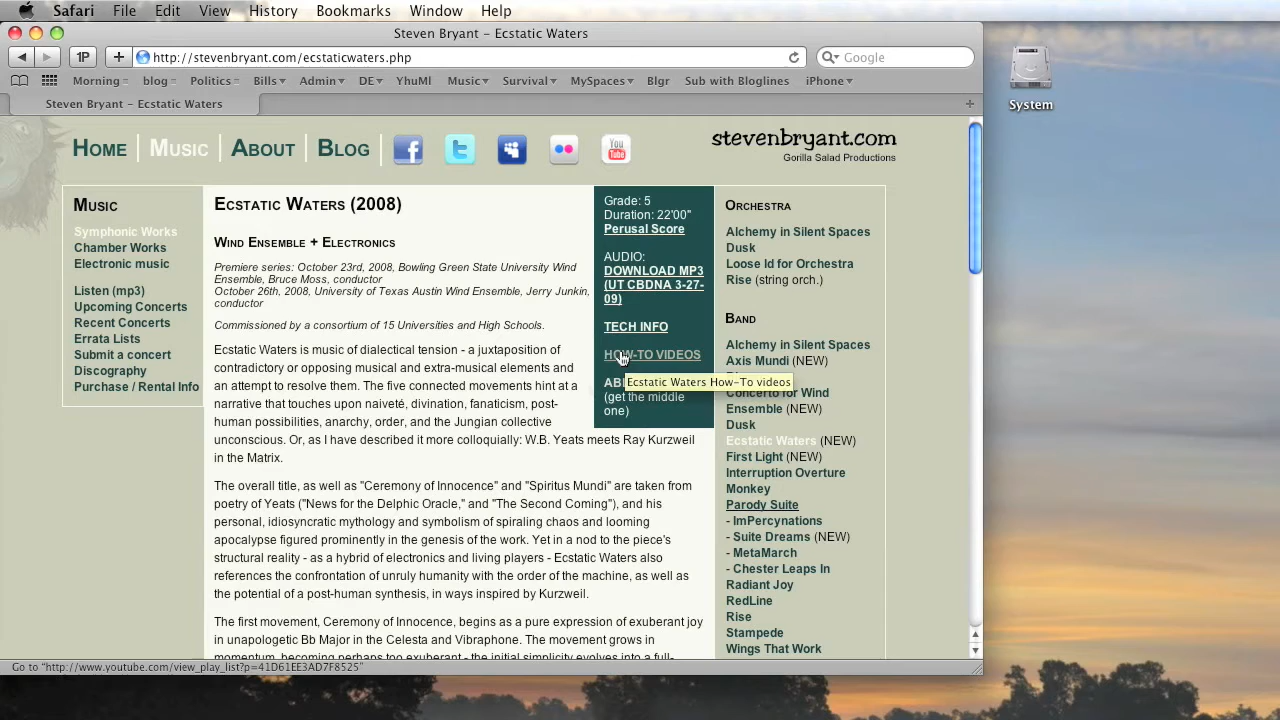 Safari File Edit View History Bookmarks Window Help
Steven Bryant – Ecstatic Waters
1P
http://stevenbryant.com/ecstaticwaters.php
Google
Morning blog Politics Bills Admin DE YhuMl Music Survival MySpaces Blgr Sub with Bloglines iPhone
Steven Bryant – Ecstatic Waters
System
HOME MUSIC ABOUT BLOG
You Tube
stevenbryant.com
Gorilla Salad Productions
MUSIC
Symphonic Works
Chamber Works
Electronic music
Listen (mp3)
Upcoming Concerts
Recent Concerts
Errata Lists
Submit a concert
Discography
Purchase / Rental Info
ECSTATIC WATERS (2008)
WIND ENSEMBLE + ELECTRONICS
Premiere series: October 23rd, 2008, Bowling Green State University Wind
Ensemble, Bruce Moss, conductor
October 26th. 2008, University of Texas Austin Wind Ensemble, Jerry Junkin,
conductor
Commissioned by a consortium of 15 Universities and High Schools.
Ecstatic Waters is music of dialectical tension - a juxtaposition of
contradictory or opposing musical and extra-musical elements and
an attempt to resolve them. The five connected movements hint at a
narrative that touches upon naiveté, divination, fanaticism, post-
human possibilities, anarchy, order, and the Jungian collective
unconscious. Or, as I have described it more colloquially: W.B. Yeats meets Ray Kurzweil
in the Matrix.
The overall title, as well as "Ceremony of Innocence" and "Spiritus Mundi" are taken from
poetry of Yeats ("News for the Delphic Oracle," and "The Second Coming"), and his
personal, idiosyncratic mythology and symbolism of spiraling chaos and looming
apocalypse figured prominently in the genesis of the work. Yet in a nod to the piece's
structural reality - as a hybrid of electronics and living players - Ecstatic Waters also
references the confrontation of unruly humanity with the order of the machine, as well as
the potential of a post-human synthesis, in ways inspired by Kurzweil.
The first movement, Ceremony of Innocence, begins as a pure expression of exuberant joy
in unapologetic Bb Major in the Celesta and Vibraphone. The movement grows in
momentum, becoming perhaps too exuberant - the initial simplicity evolves into a full-
Grade: 5
Duration: 22'00"
Perusal Score
AUDIO:
DOWNLOAD MP3
(UT CBDNA 3-27-
09)
TECH INFO
HOW-TO VIDEOS
Ecstatic Waters How–To videos
(get the middle
one)
ORCHESTRA
Alchemy in Silent Spaces
Dusk
Loose Id for Orchestra
Rise (string orch.)
BAND
Alchemy in Silent Spaces
Axis Mundi (NEW)
Concerto for Wind
Ensemble (NEW)
Dusk
Ecstatic Waters (NEW)
First Light (NEW)
Interruption Overture
Monkey
Parody Suite
- ImPercynations
- Suite Dreams (NEW)
- MetaMarch
- Chester Leaps In
Radiant Joy
RedLine
Rise
Stampede
Wings That Work
Go to "http://www.youtube.com/view_play_list?p=41D61EE3AD7F8525"